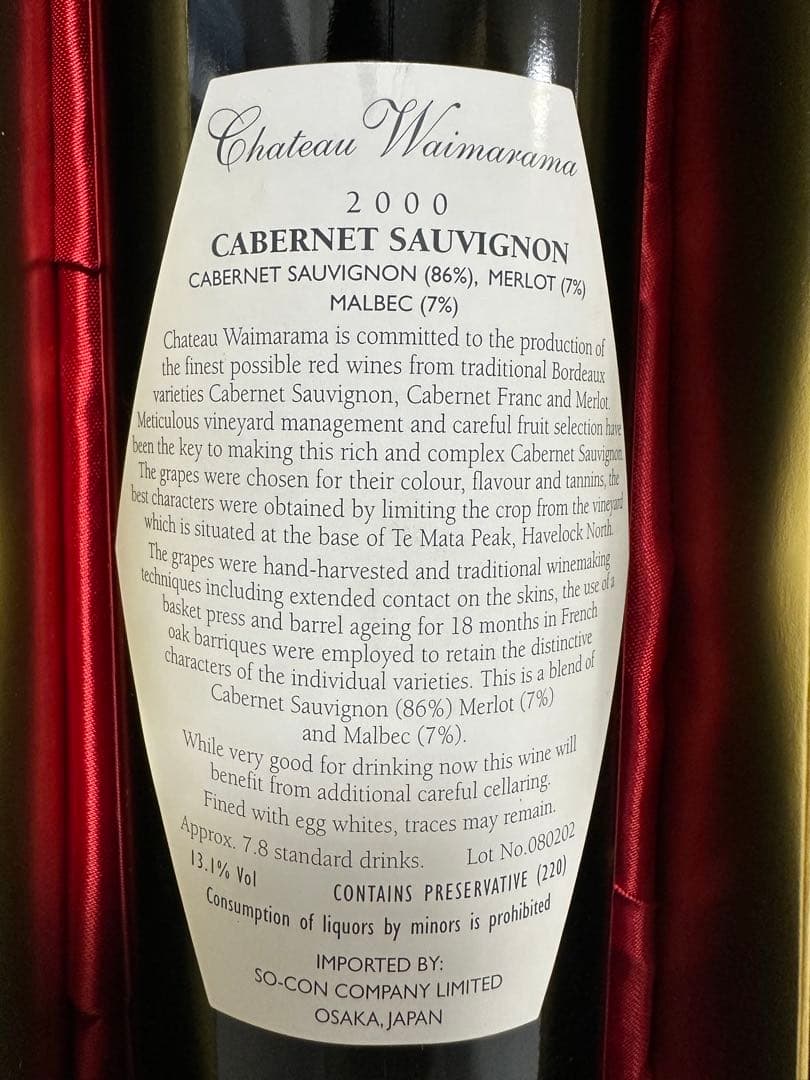 Chateau Waimarama
2000
CABERNET SAUVIGNON
CABERNET SAUVIGNON (86%), MERLOT (7%)
MALBEC (7%)
Chateau Waimarama is committed to the production of
the finest possible red wines from traditional Bordeaux
varieties Cabernet Sauvignon, Cabernet Franc and Merlot.
Meticulous vineyard management and careful fruit selection have
been the key to making this rich and complex Cabernet Sauvignon.
The grapes were chosen for their colour, flavour and tannins, the
best characters were obtained by limiting the crop from the vineyard
which is situated at the base of Te Mata Peak, Havelock North.
The grapes were hand-harvested and traditional winemaking
techniques including extended contact on the skins, the use of a
basket press and barrel ageing for 18 months in French
oak barriques were employed to retain the distinctive
characters of the individual varieties. This is a blend of
Cabernet Sauvignon (86%) Merlot (7%)
and Malbec (7%).
While very good for drinking now this wine will
benefit from additional careful cellaring.
Fined with egg whites, traces may remain.
Approx. 7.8 standard drinks. Lot No.080202
13.1% Vol CONTAINS PRESERVATIVE (220)
Consumption of liquors by minors is prohibited
IMPORTED BY:
SO-CON COMPANY LIMITED
OSAKA, JAPAN